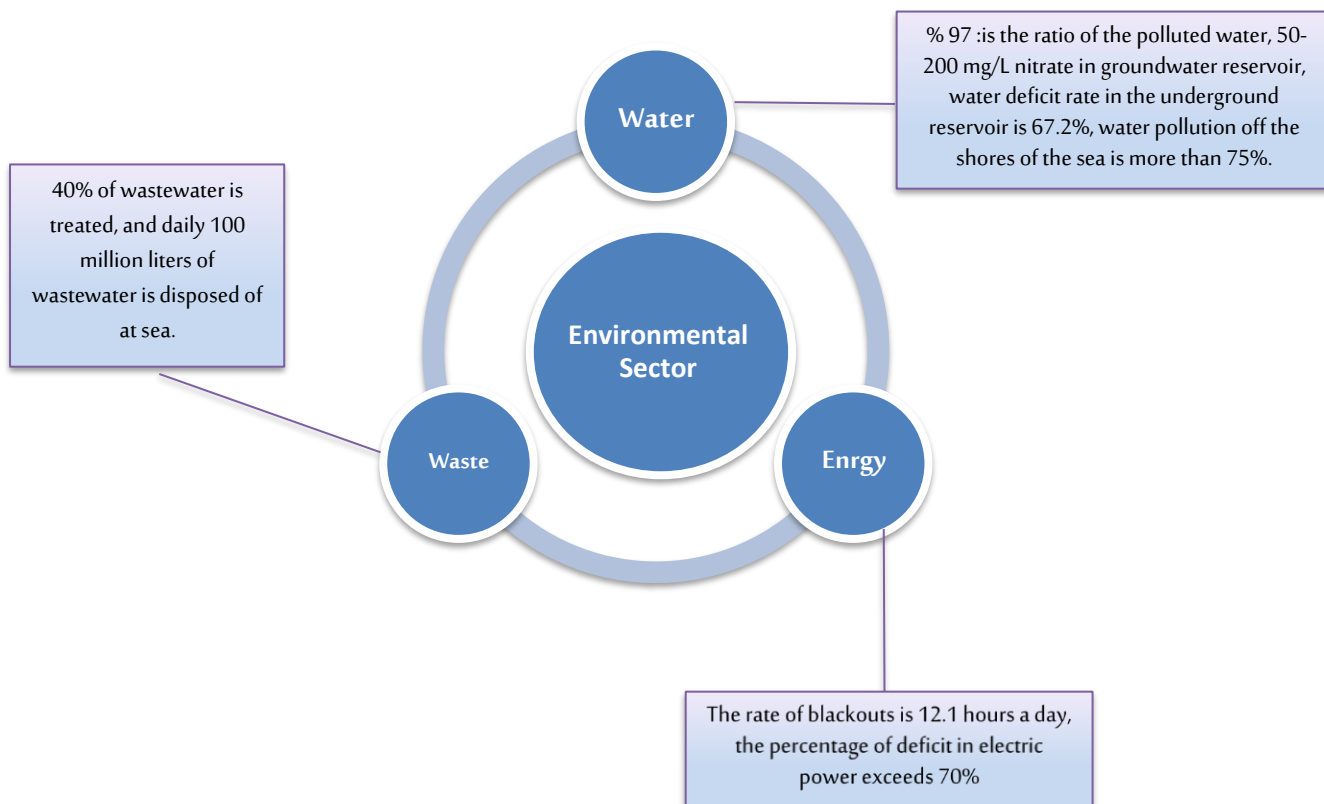 % 97 :is the ratio of the polluted water, 50-
200 mg/L nitrate in groundwater reservoir,
water deficit rate in the underground
reservoir is 67.2%, water pollution off the
shores of the sea is more than 75%.
Water
40% of wastewater is
treated, and daily 100
million liters of
wastewater is disposed of
at sea.
Environmental
Sector
Waste
Enrgy
The rate of blackouts is 12.1 hours a day,
the percentage of deficit in electric
power exceeds 70%